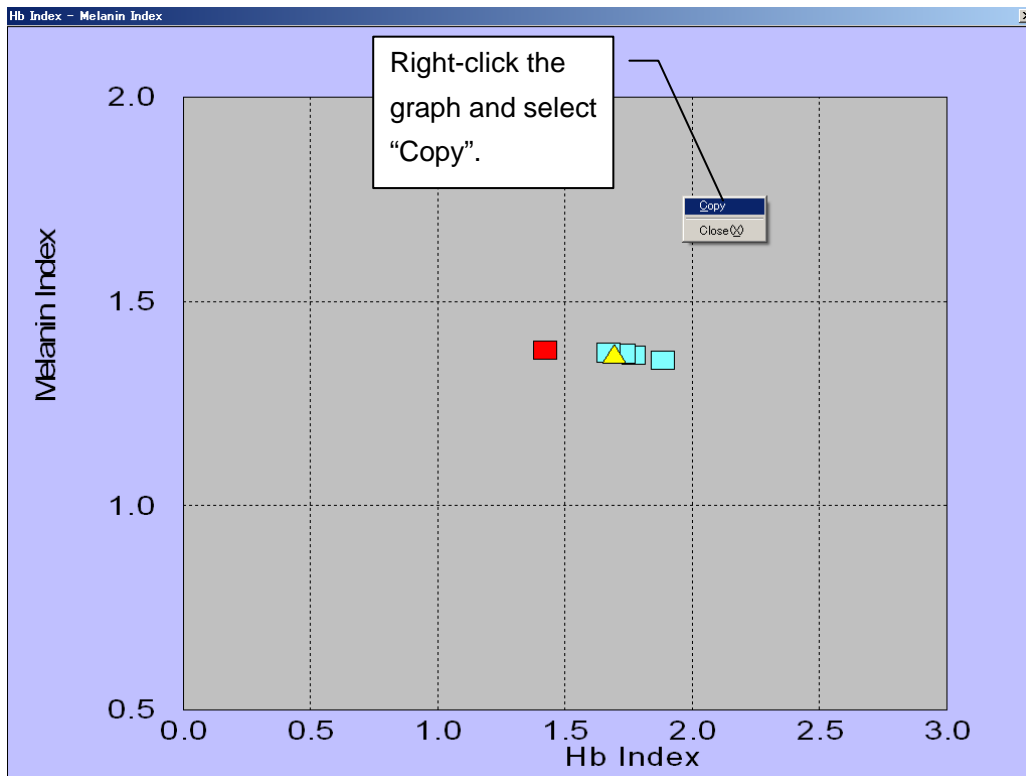 Hb Index - Melanin Index
Right-click the
graph and select
“Copy”.
2.0
Copy
Close(X)
Melanin Index
1.5
1.0
0.5
0.0 0.5 1.0 1.5 2.0 2.5 3.0
Hb Index